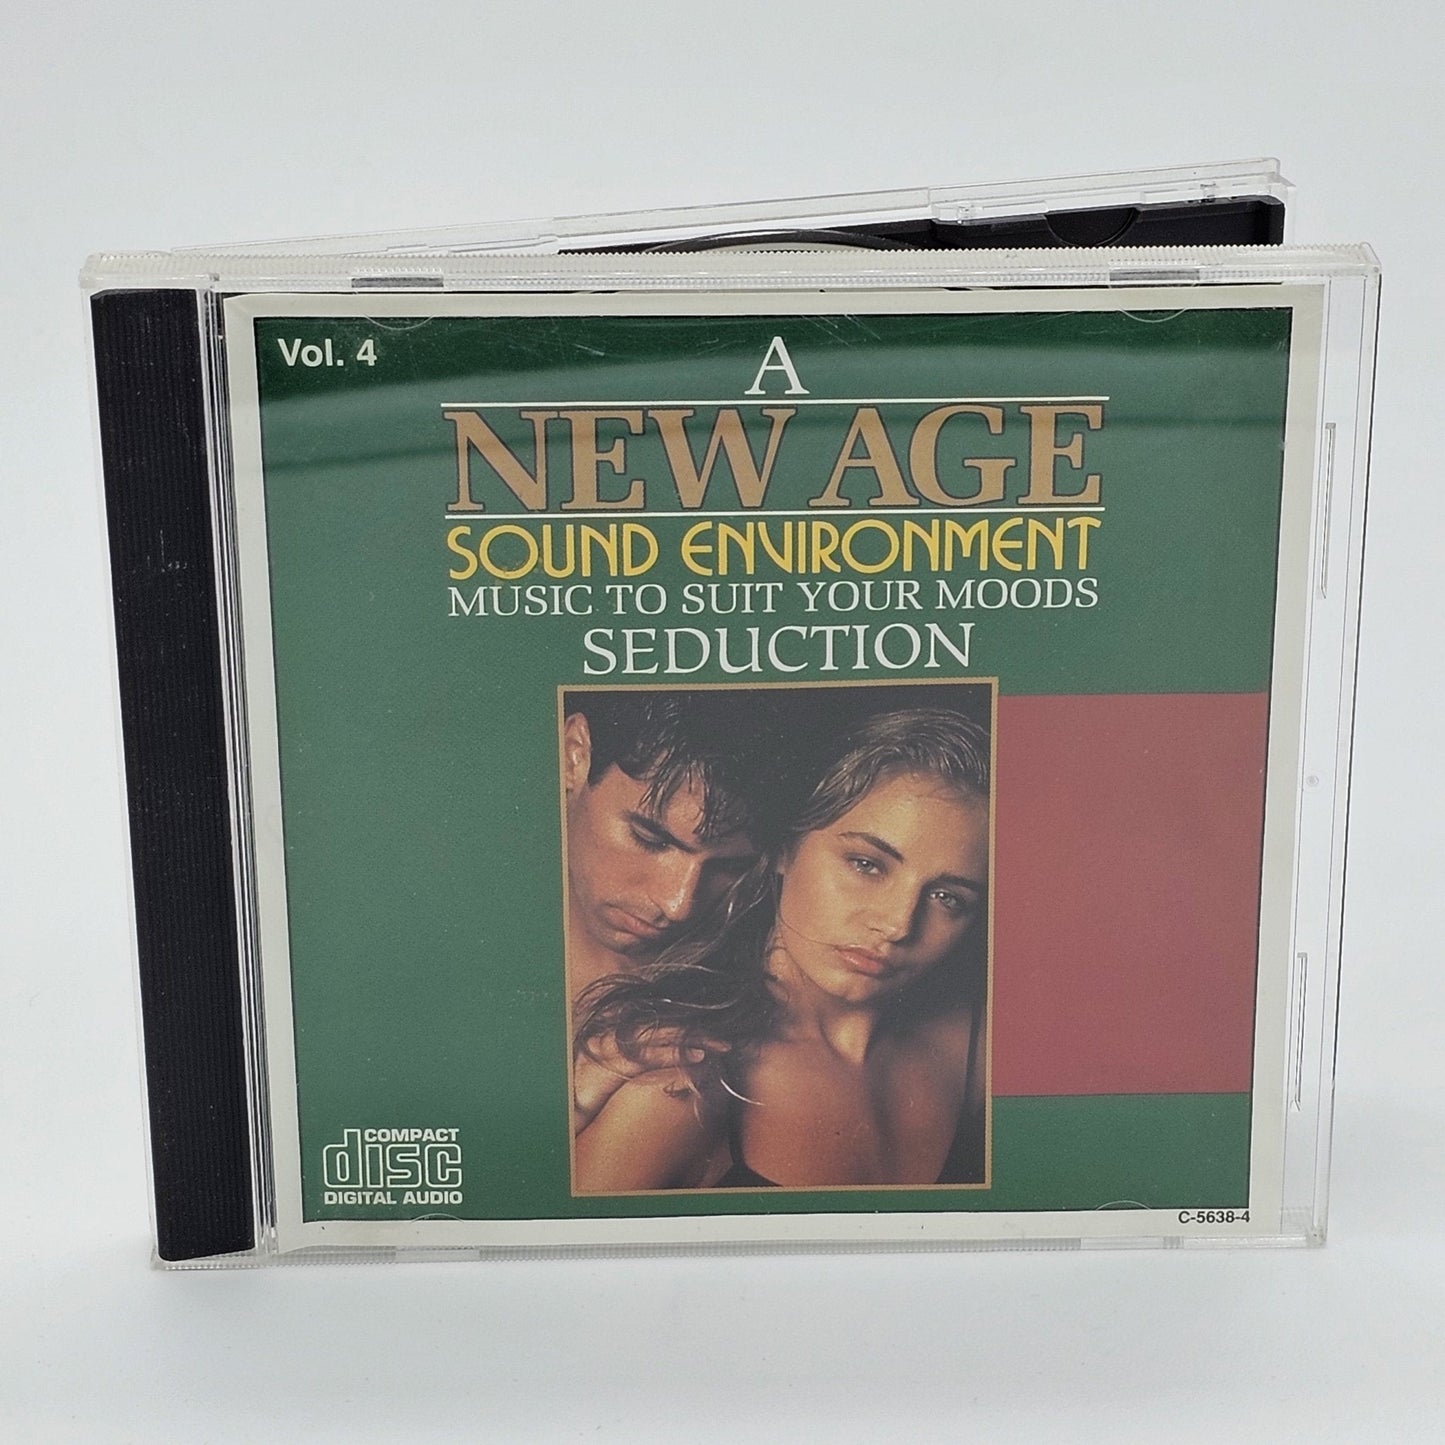 Vol. 4
A
NEW AGE
SOUND ENVIRONMENT
MUSIC TO SUIT YOUR MOODS
SEDUCTION
COMPACT
disc
DIGITAL AUDIO
C-5638-4